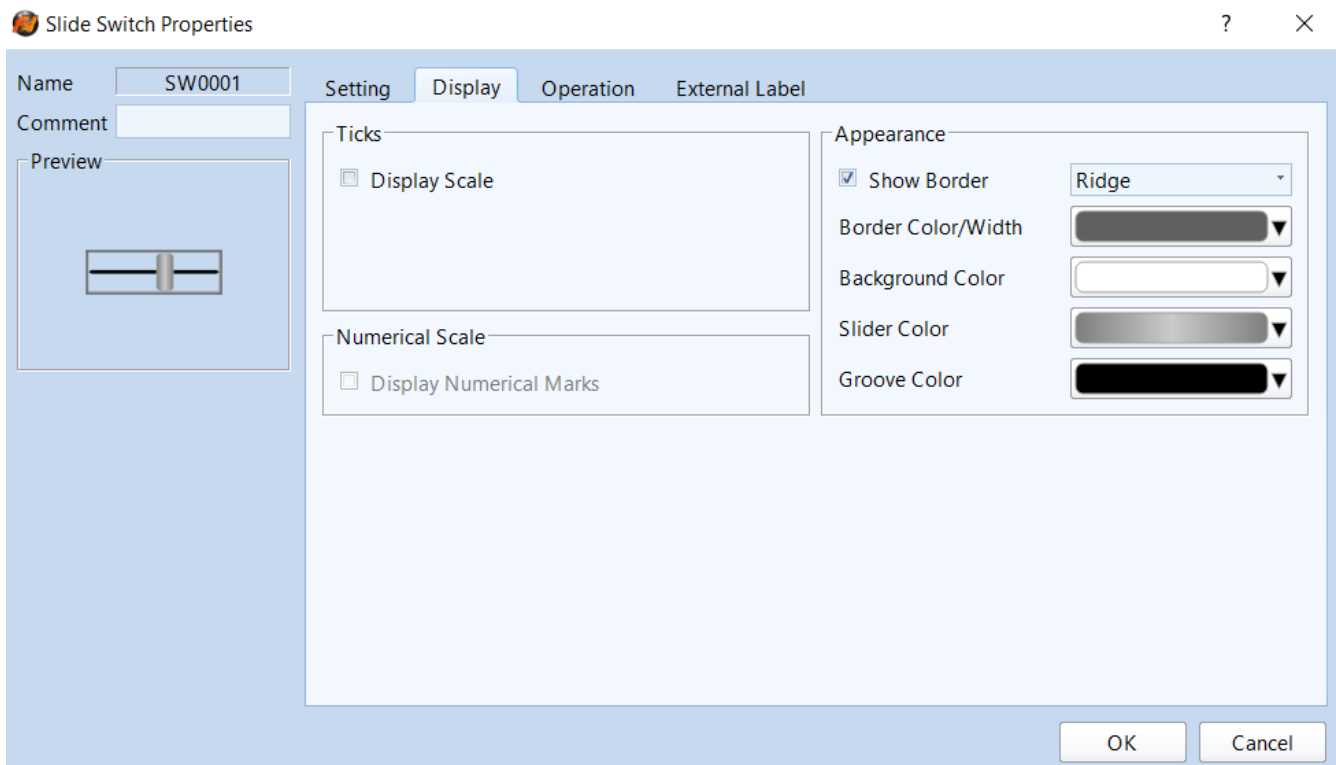 Slide Switch Properties
?
Name SW0001
Comment
Preview
Setting Display Operation External Label
Ticks
Display Scale
Numerical Scale
Display Numerical Marks
Appearance
Show Border Ridge
Border Color/Width
Background Color
Slider Color
Groove Color
OK Cancel